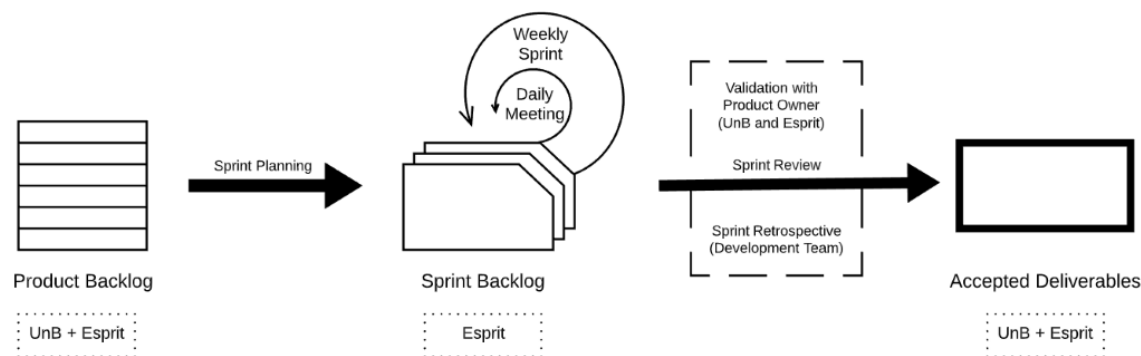 Weekly
Sprint
Daily
Meeting
Validation with
Product Owner
(UnB and Esprit)
Sprint Planning
Sprint Review
Sprint Retrospective
(Development Team)
Product Backlog
Sprint Backlog
Accepted Deliverables
UnB + Esprit
Esprit
UnB + Esprit